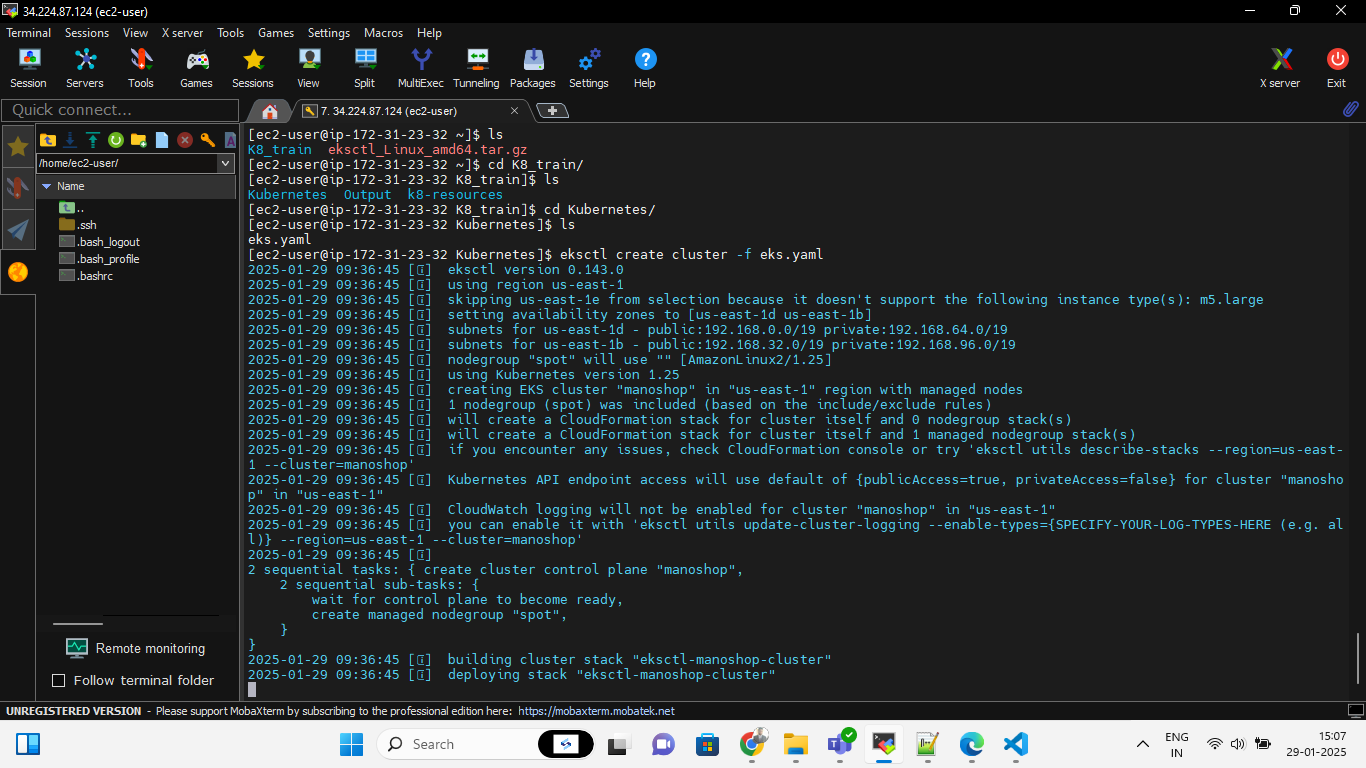 34.224.87.124 (ec2-user)
Terminal Sessions View X server Tools Games Settings Macros Help
Session Servers Tools Games Sessions View Split MultiExec Tunneling Packages Settings Help X server Exit
Quick connect...
7. 34.224.87.124 (ec2-user)
/home/ec2-user/
Name
..
.ssh
.bash_logout
.bash_profile
.bashrc
Remote monitoring
Follow terminal folder
[ec2-user@ip-172-31-23-32 ~]$ ls
K8_train  eksctl_Linux_amd64.tar.gz
[ec2-user@ip-172-31-23-32 ~]$ cd K8_train/
[ec2-user@ip-172-31-23-32 K8_train]$ ls
Kubernetes  Output  k8-resources
[ec2-user@ip-172-31-23-32 K8_train]$ cd Kubernetes/
[ec2-user@ip-172-31-23-32 Kubernetes]$ ls
eks.yaml
[ec2-user@ip-172-31-23-32 Kubernetes]$ eksctl create cluster -f eks.yaml
2025-01-29 09:36:45 [ℹ]  eksctl version 0.143.0
2025-01-29 09:36:45 [ℹ]  using region us-east-1
2025-01-29 09:36:45 [ℹ]  skipping us-east-1e from selection because it doesn't support the following instance type(s): m5.large
2025-01-29 09:36:45 [ℹ]  setting availability zones to [us-east-1d us-east-1b]
2025-01-29 09:36:45 [ℹ]  subnets for us-east-1d - public:192.168.0.0/19 private:192.168.64.0/19
2025-01-29 09:36:45 [ℹ]  subnets for us-east-1b - public:192.168.32.0/19 private:192.168.96.0/19
2025-01-29 09:36:45 [ℹ]  nodegroup "spot" will use "" [AmazonLinux2/1.25]
2025-01-29 09:36:45 [ℹ]  using Kubernetes version 1.25
2025-01-29 09:36:45 [ℹ]  creating EKS cluster "manoshop" in "us-east-1" region with managed nodes
2025-01-29 09:36:45 [ℹ]  1 nodegroup (spot) was included (based on the include/exclude rules)
2025-01-29 09:36:45 [ℹ]  will create a CloudFormation stack for cluster itself and 0 nodegroup stack(s)
2025-01-29 09:36:45 [ℹ]  will create a CloudFormation stack for cluster itself and 1 managed nodegroup stack(s)
2025-01-29 09:36:45 [ℹ]  if you encounter any issues, check CloudFormation console or try 'eksctl utils describe-stacks --region=us-east-
1 --cluster=manoshop'
2025-01-29 09:36:45 [ℹ]  Kubernetes API endpoint access will use default of {publicAccess=true, privateAccess=false} for cluster "manosho
p" in "us-east-1"
2025-01-29 09:36:45 [ℹ]  CloudWatch logging will not be enabled for cluster "manoshop" in "us-east-1"
2025-01-29 09:36:45 [ℹ]  you can enable it with 'eksctl utils update-cluster-logging --enable-types={SPECIFY-YOUR-LOG-TYPES-HERE (e.g. al
l)} --region=us-east-1 --cluster=manoshop'
2025-01-29 09:36:45 [ℹ]
2 sequential tasks: { create cluster control plane "manoshop",
    2 sequential sub-tasks: {
        wait for control plane to become ready,
        create managed nodegroup "spot",
    }
}
2025-01-29 09:36:45 [ℹ]  building cluster stack "eksctl-manoshop-cluster"
2025-01-29 09:36:45 [ℹ]  deploying stack "eksctl-manoshop-cluster"
UNREGISTERED VERSION - Please support MobaXterm by subscribing to the professional edition here: https://mobaxterm.mobatek.net
Search
ENG
IN
15:07
29-01-2025